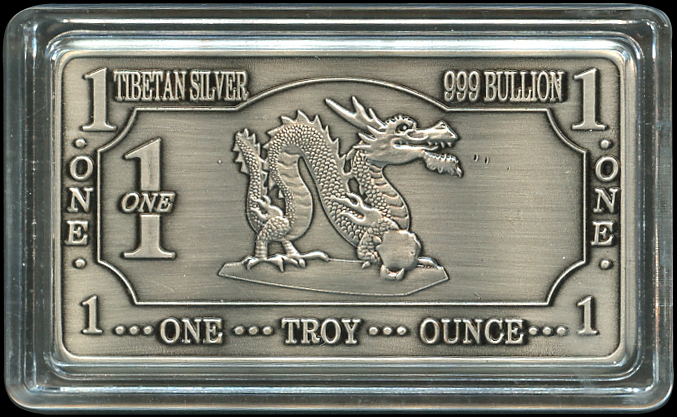 1 TIBETAN SILVER 999 BULLION 1
·ONE·
1
ONE
·ONE·
1 ··· ONE ··· TROY ··· OUNCE ··· 1